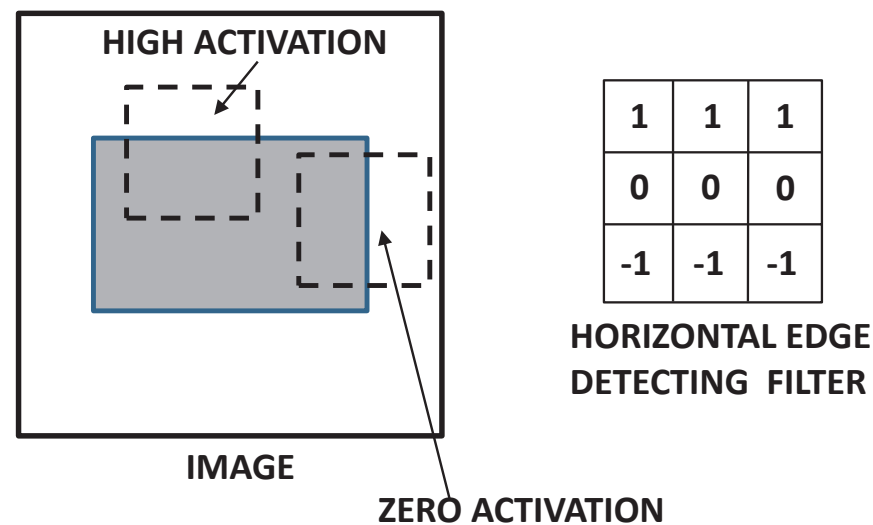 HIGH ACTIVATION
1 1 1
0 0 0
-1 -1 -1
HORIZONTAL EDGE
DETECTING FILTER
IMAGE
ZERO ACTIVATION